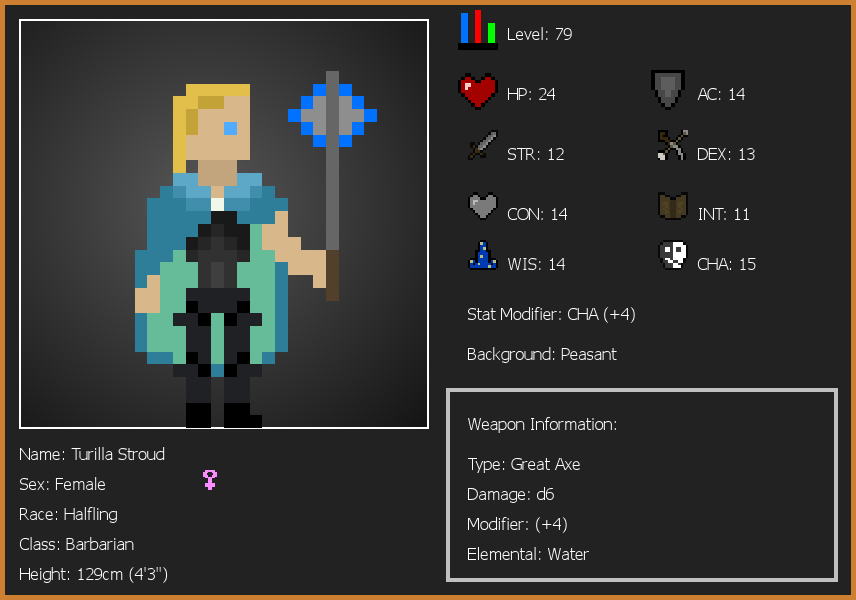 Level: 79
HP: 24
AC: 14
STR: 12
DEX: 13
CON: 14
INT: 11
WIS: 14
CHA: 15
Stat Modifier: CHA (+4)
Background: Peasant
Weapon Information:
Type: Great Axe
Damage: d6
Modifier: (+4)
Elemental: Water
Name: Turilla Stroud
Sex: Female
Race: Halfling
Class: Barbarian
Height: 129cm (4'3")